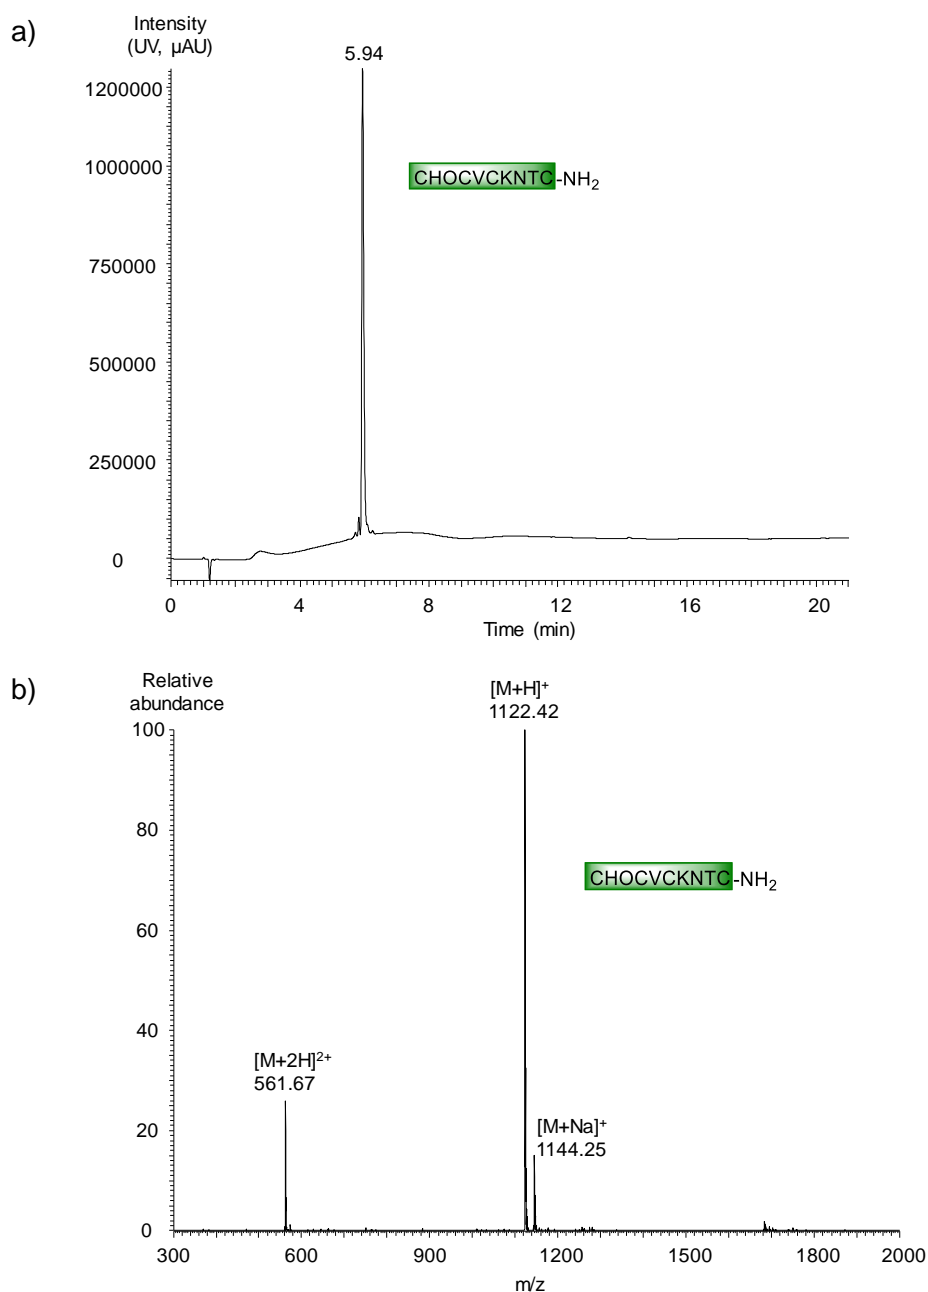 a)
Intensity
(UV, µAU)
5.94
1200000
CHOCVCKNTC-NH₂
1000000
750000
500000
250000
0
0 4 8 12 16 20
Time (min)
b)
Relative
abundance
[M+H]⁺
1122.42
100
80
CHOCVCKNTC-NH₂
60
40
[M+2H]²⁺
561.67
[M+Na]⁺
1144.25
20
0
300 600 900 1200 1500 1800 2000
m/z